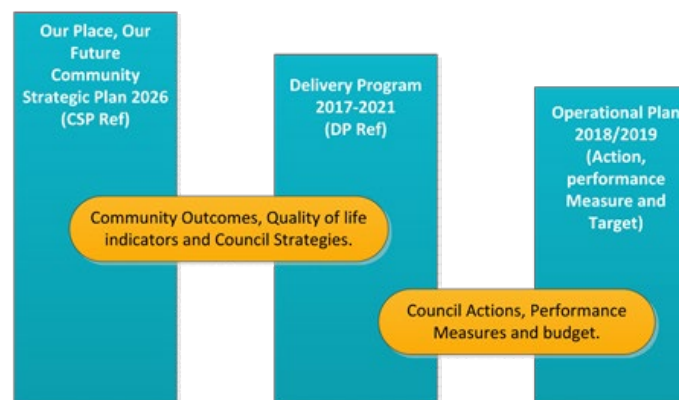 Our Place, Our
Future
Community
Strategic Plan 2026
(CSP Ref)
Delivery Program
2017-2021
(DP Ref)
Operational Plan
2018/2019
(Action,
performance
Measure and
Target)
Community Outcomes, Quality of life
indicators and Council Strategies.
Council Actions, Performance
Measures and budget.